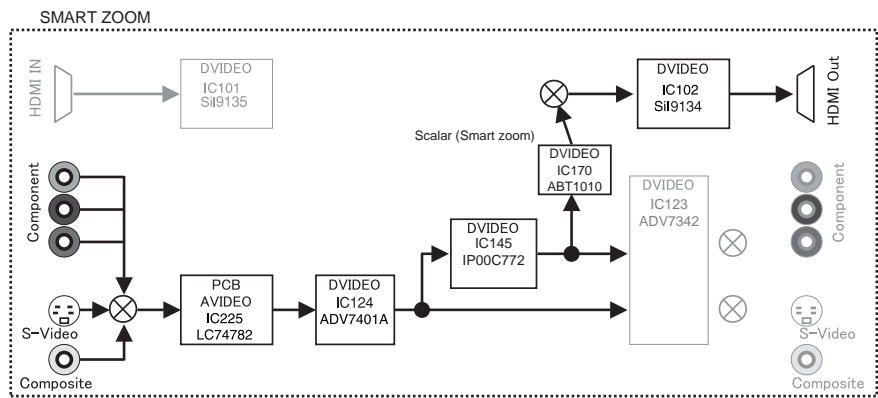 SMART ZOOM
HDMI IN
DVIDEO
IC101
SiI9135
DVIDEO
IC102
SiI9134
HDMI Out
Scalar (Smart zoom)
DVIDEO
IC170
ABT1010
Component
DVIDEO
IC145
IP00C772
DVIDEO
IC123
ADV7342
Component
PCB
AVIDEO
IC225
LC74782
DVIDEO
IC124
ADV7401A
S-Video
S-Video
Composite
Composite